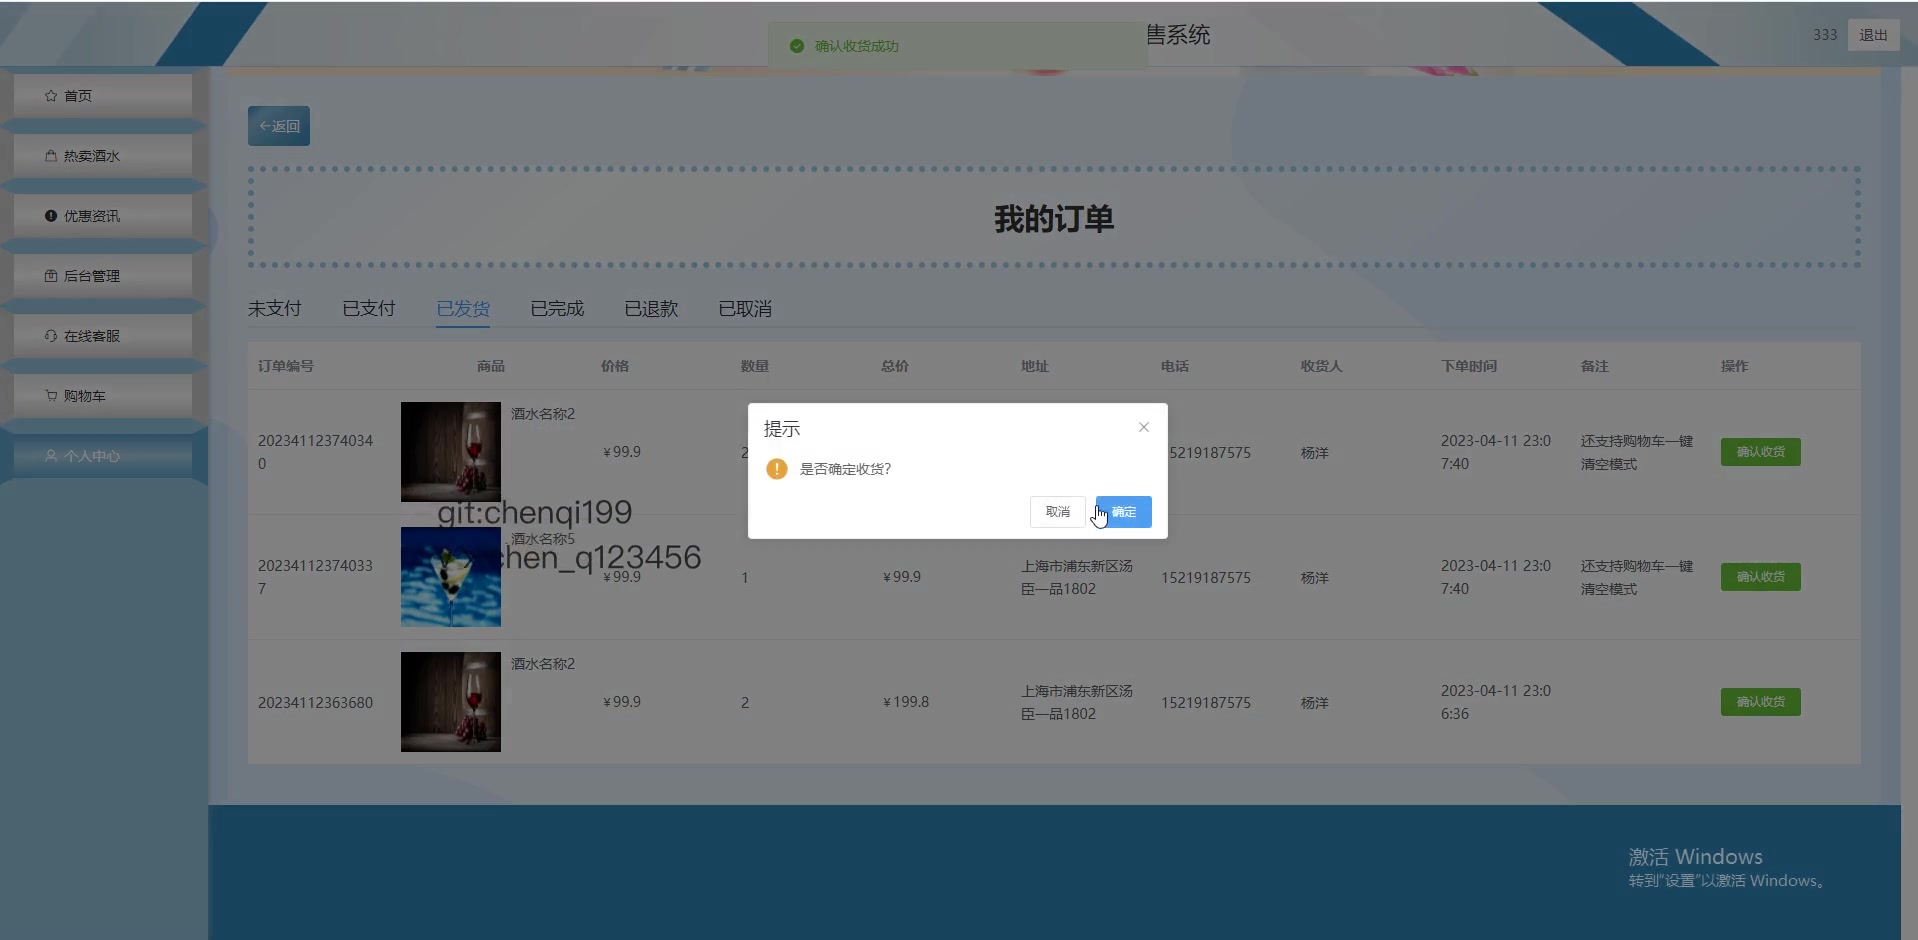 确认收货成功
售系统
333
退出
首页
热卖酒水
优惠资讯
后台管理
在线客服
购物车
个人中心
←返回
我的订单
未支付 已支付 已发货 已完成 已退款 已取消
订单编号 商品 价格 数量 总价 地址 电话 收货人 下单时间 备注 操作
20234112374034
0
酒水名称2
￥99.9
2
5219187575
杨洋
2023-04-11 23:0
7:40
还支持购物车一键
清空模式
确认收货
提示
是否确定收货？
取消
确定
git:chenqi199
chen_q123456
20234112374033
7
酒水名称5
￥99.9
1
￥99.9
上海市浦东新区汤
臣一品1802
15219187575
杨洋
2023-04-11 23:0
7:40
还支持购物车一键
清空模式
确认收货
20234112363680
酒水名称2
￥99.9
2
￥199.8
上海市浦东新区汤
臣一品1802
15219187575
杨洋
2023-04-11 23:0
6:36
确认收货
激活 Windows
转到"设置"以激活 Windows。